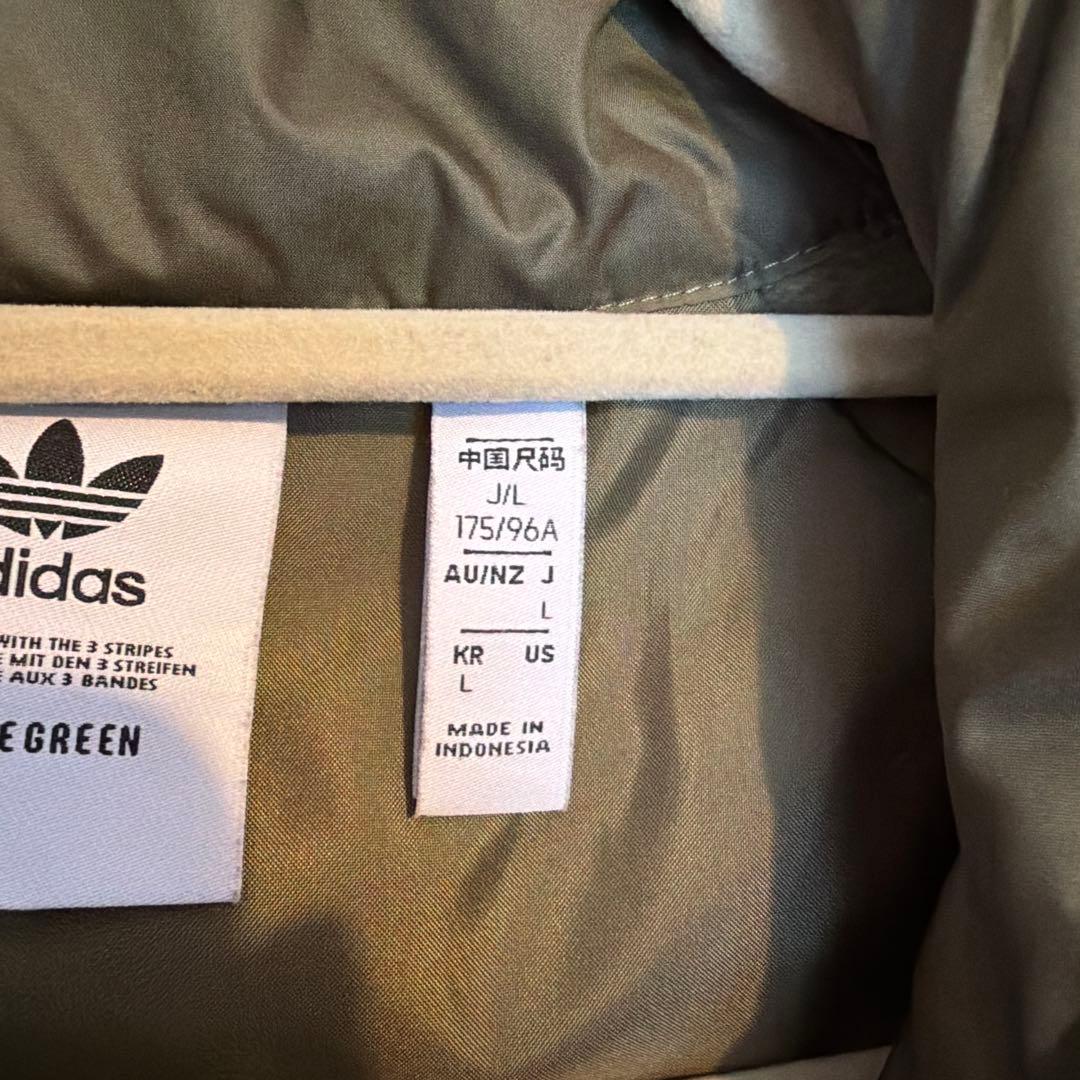 didas
WITH THE 3 STRIPES
MIT DEN 3 STREIFEN
AUX 3 BANDES
E GREEN
中国尺码
J/L
175/96A
AU/NZ J
L
KR US
L
MADE IN
INDONESIA